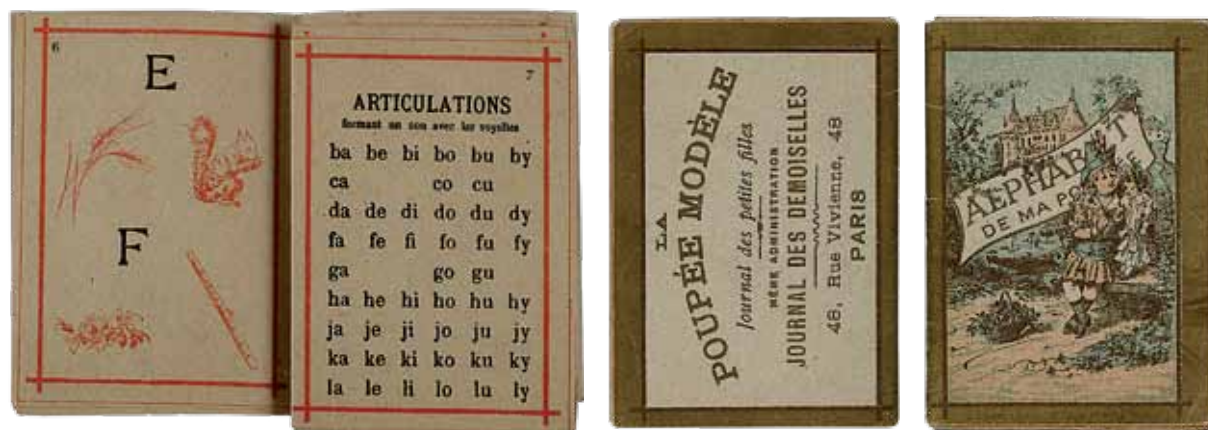 6
E
F
7
ARTICULATIONS
formant un son avec les voyelles
ba be bi bo bu by
ca co cu
da de di do du dy
fa fe fi fo fu fy
ga go gu
ha he hi ho hu hy
ja je ji jo ju jy
ka ke ki ko ku ky
la le li lo lu ly
LA
POUPÉE MODÈLE
Journal des petites filles
MÊME ADMINISTRATION
JOURNAL DES DEMOISELLES
48, Rue Vivienne, 48
PARIS
ALPHABET
DE MA